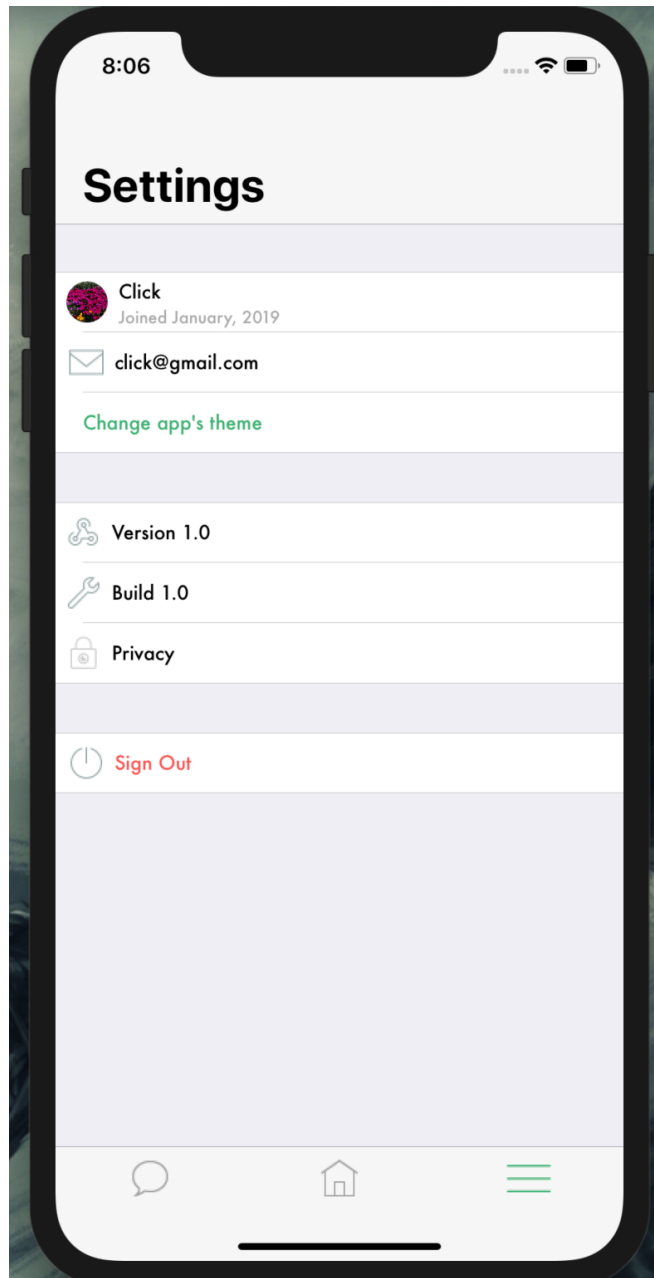 8:06
Settings
Click
Joined January, 2019
click@gmail.com
Change app's theme
Version 1.0
Build 1.0
Privacy
Sign Out